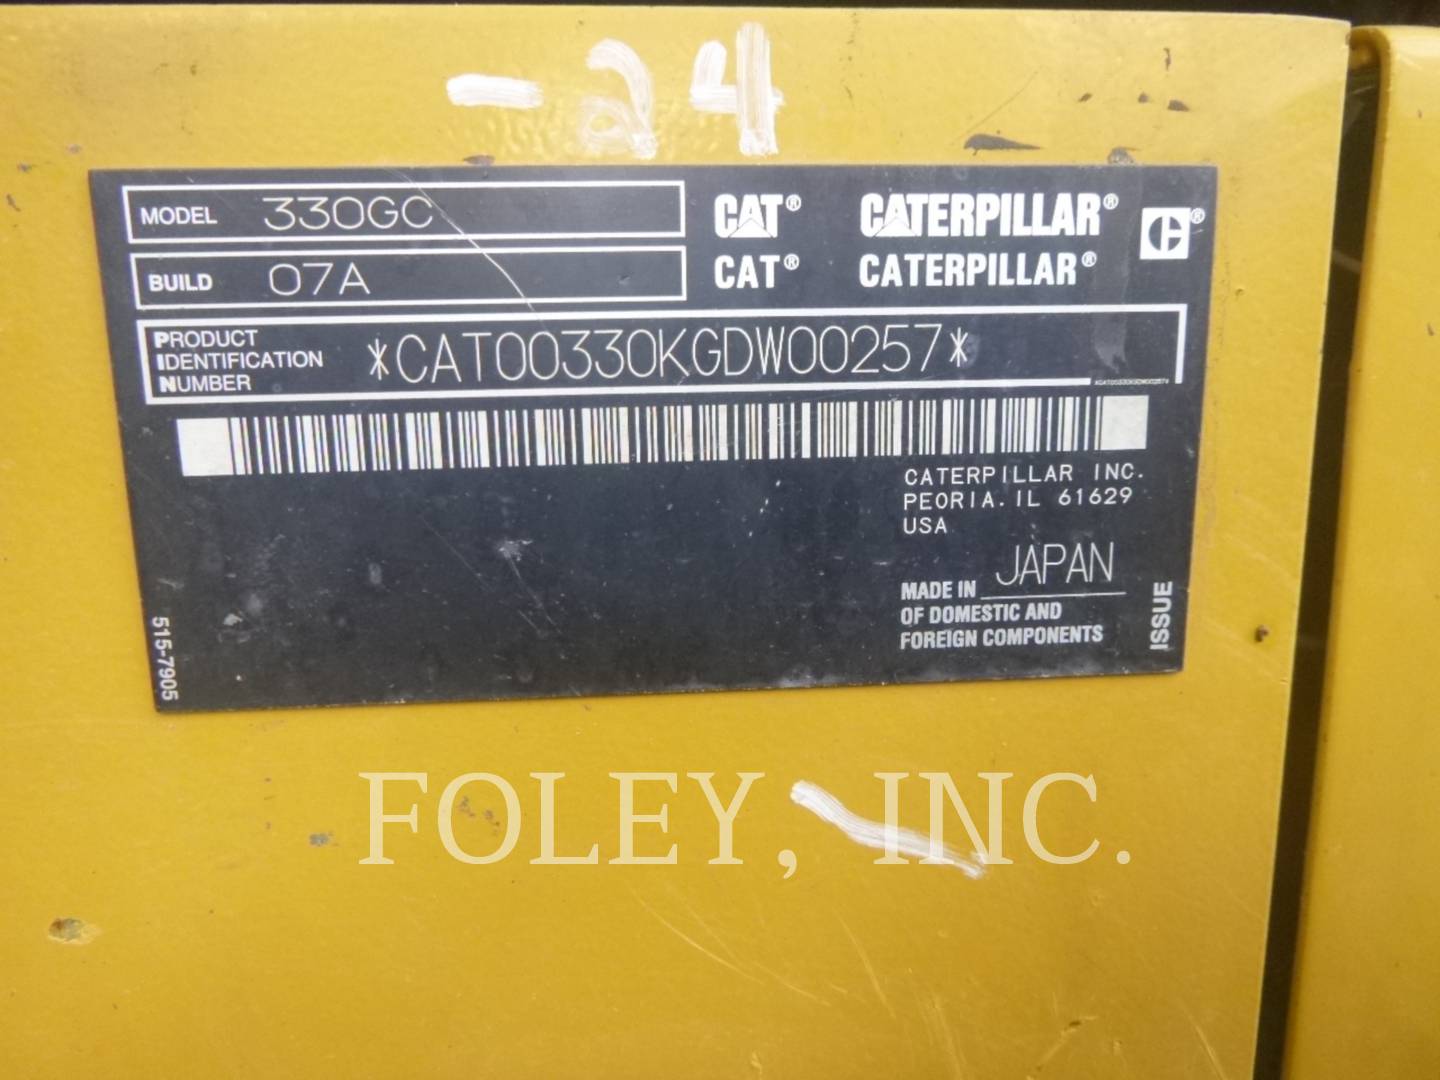 -24
MODEL 330GC
CAT® CATERPILLAR® ®
BUILD 07A
CAT® CATERPILLAR®
PRODUCT
IDENTIFICATION
NUMBER
*CAT00330KGDW00257*
CATERPILLAR INC.
PEORIA. IL 61629
USA
MADE IN JAPAN
OF DOMESTIC AND
FOREIGN COMPONENTS
ISSUE
515-7905
FOLEY, INC.